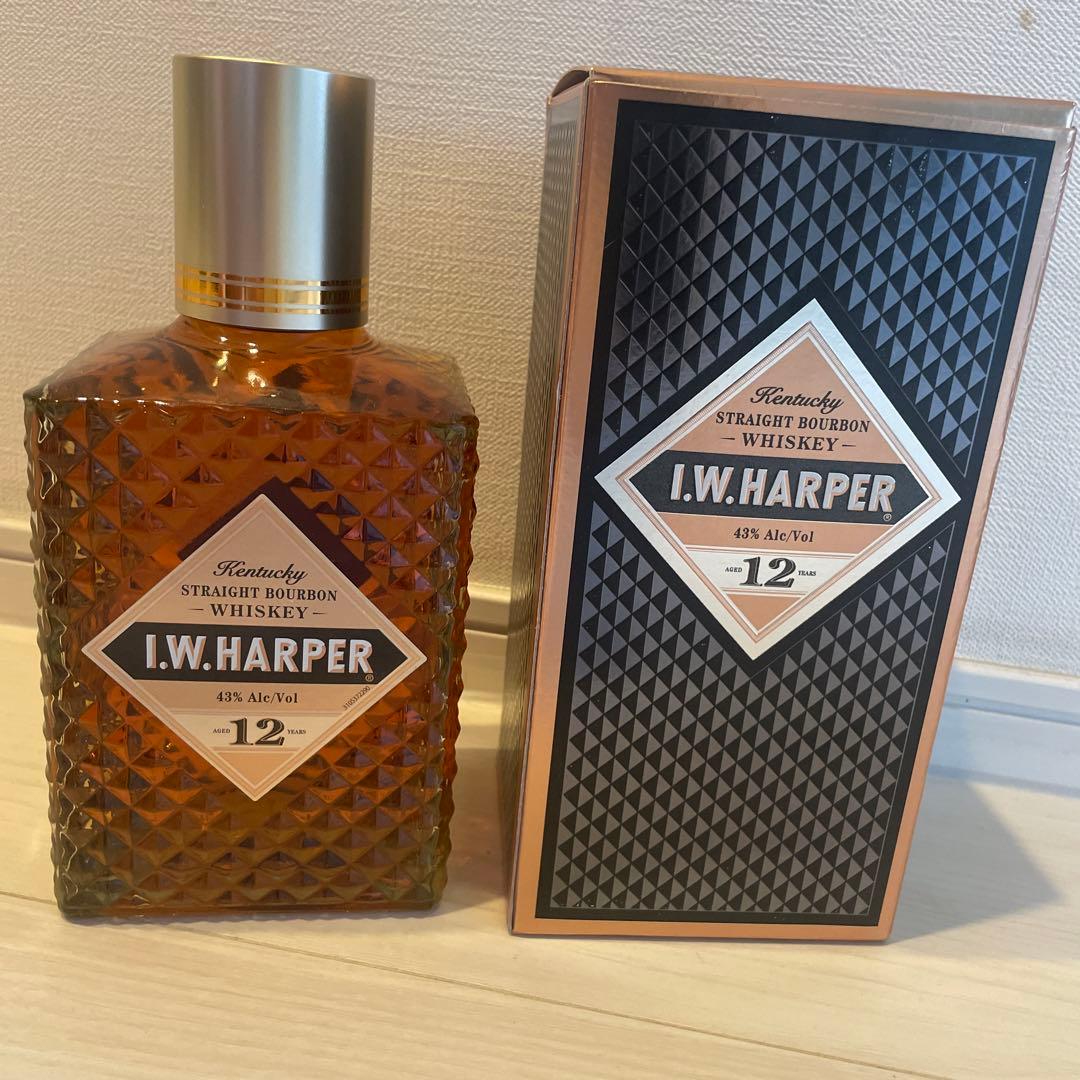 Kentucky
STRAIGHT BOURBON
WHISKEY
I.W.HARPER®
43% Alc/Vol
AGED 12 YEARS
3105372200
Kentucky
STRAIGHT BOURBON
WHISKEY
I.W.HARPER®
43% Alc/Vol
AGED 12 YEARS